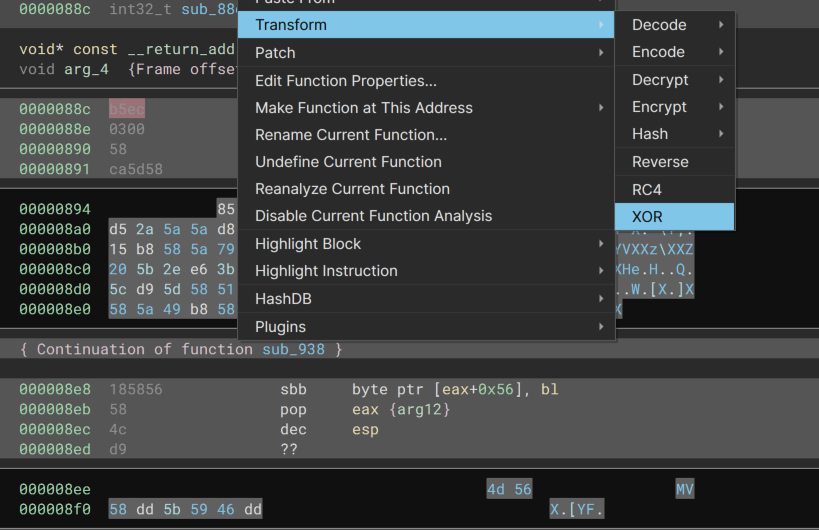 0000088c int32_t sub_88
Transform
void* const __return_add
Patch
void arg_4 {Frame offse
Edit Function Properties...
0000088c b5ec
Make Function at This Address
0000088e 0300
Rename Current Function...
00000890 58
Undefine Current Function
00000891 ca5d58
Reanalyze Current Function
00000894 85
Disable Current Function Analysis
000008a0 d5 2a 5a 5a d8
Highlight Block
000008b0 15 b8 58 5a 79
YVXXz\XXZ
Highlight Instruction
000008c0 20 5b 2e e6 3b
XHe.H..Q.
HashDB
000008d0 5c d9 5d 58 51
..W.[X.]X
Plugins
000008e0 58 5a 49 b8 58
X
Decode
Encode
Decrypt
Encrypt
Hash
Reverse
RC4
XOR
{ Continuation of function sub_938 }
000008e8 185856 sbb byte ptr [eax+0x56], bl
000008eb 58 pop eax {arg12}
000008ec 4c dec esp
000008ed d9 ??
000008ee 4d 56 MV
000008f0 58 dd 5b 59 46 dd X.[YF.